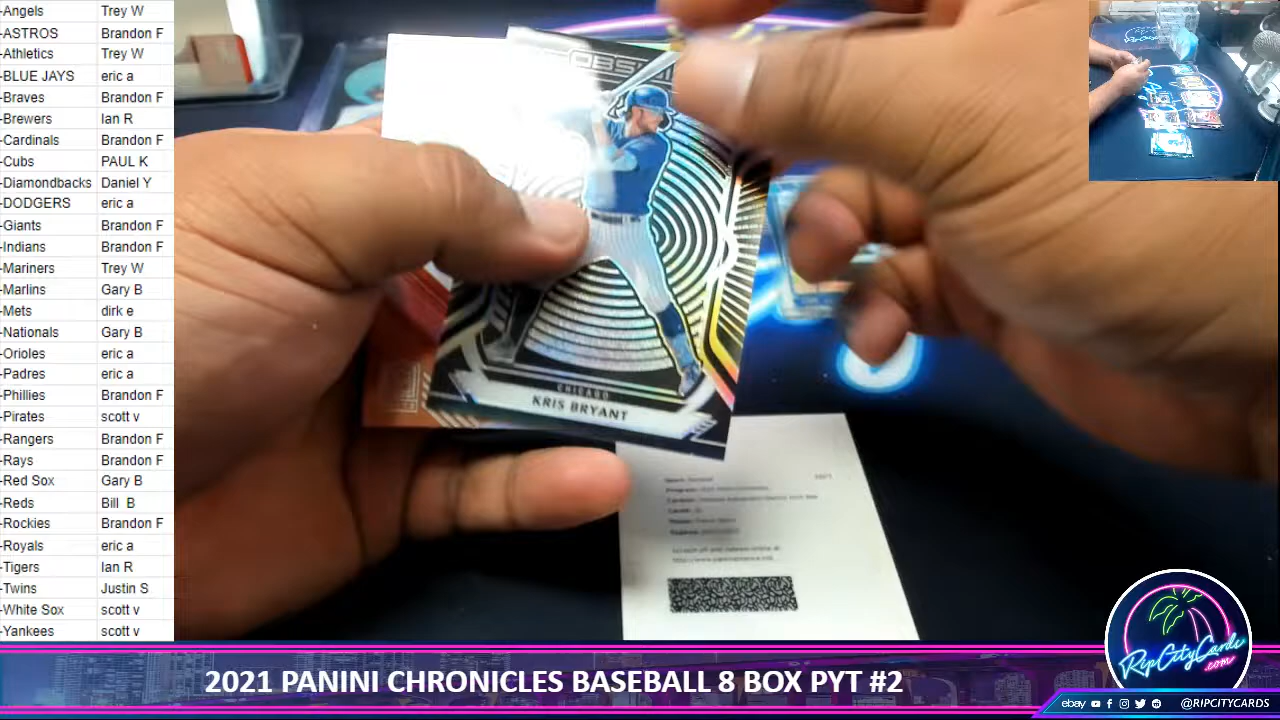 -Angels Trey W
-ASTROS Brandon F
-Athletics Trey W
-BLUE JAYS eric a
-Braves Brandon F
-Brewers Ian R
-Cardinals Brandon F
-Cubs PAUL K
-Diamondbacks Daniel Y
-DODGERS eric a
-Giants Brandon F
-Indians Brandon F
-Mariners Trey W
-Marlins Gary B
-Mets dirk e
-Nationals Gary B
-Orioles eric a
-Padres eric a
-Phillies Brandon F
-Pirates scott v
-Rangers Brandon F
-Rays Brandon F
-Red Sox Gary B
-Reds Bill B
-Rockies Brandon F
-Royals eric a
-Tigers Ian R
-Twins Justin S
-White Sox scott v
-Yankees scott v
CHICAGO
KRIS BRYANT
RipCityCards
.com
2021 PANINI CHRONICLES BASEBALL 8 BOX PYT #2
ebay @RIPCITYCARDS